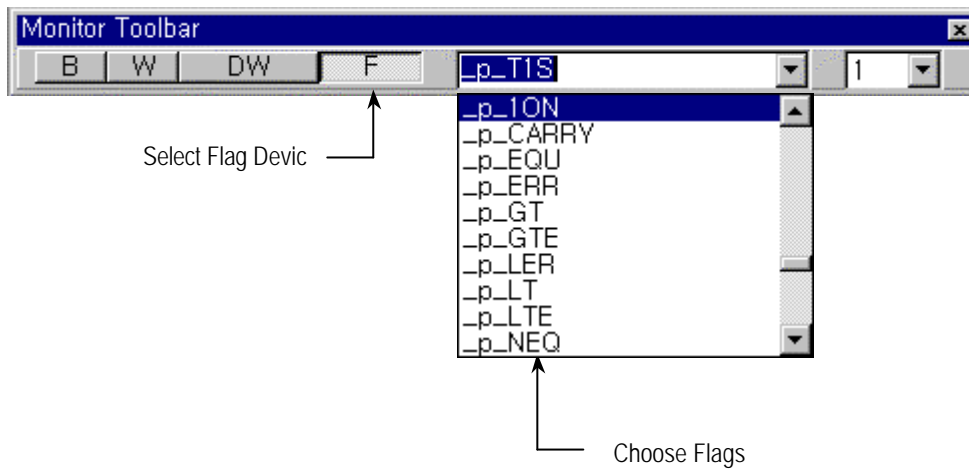 Monitor Toolbar
B W DW F _p_T1S 1
_p_1ON
_p_CARRY
_p_EQU
_p_ERR
_p_GT
_p_GTE
_p_LER
_p_LT
_p_LTE
_p_NEQ
Select Flag Devic
Choose Flags